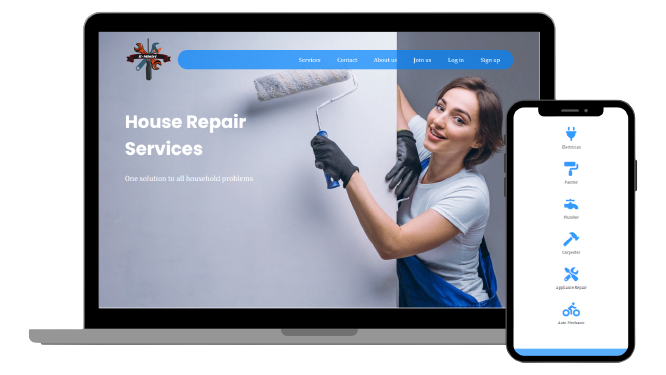 Services Contact About us Join us Log in Sign up
House Repair
Services
One solution to all household problems
Electrician
Painter
Plumber
Carpenter
Appliance Repair
Auto Mechanic